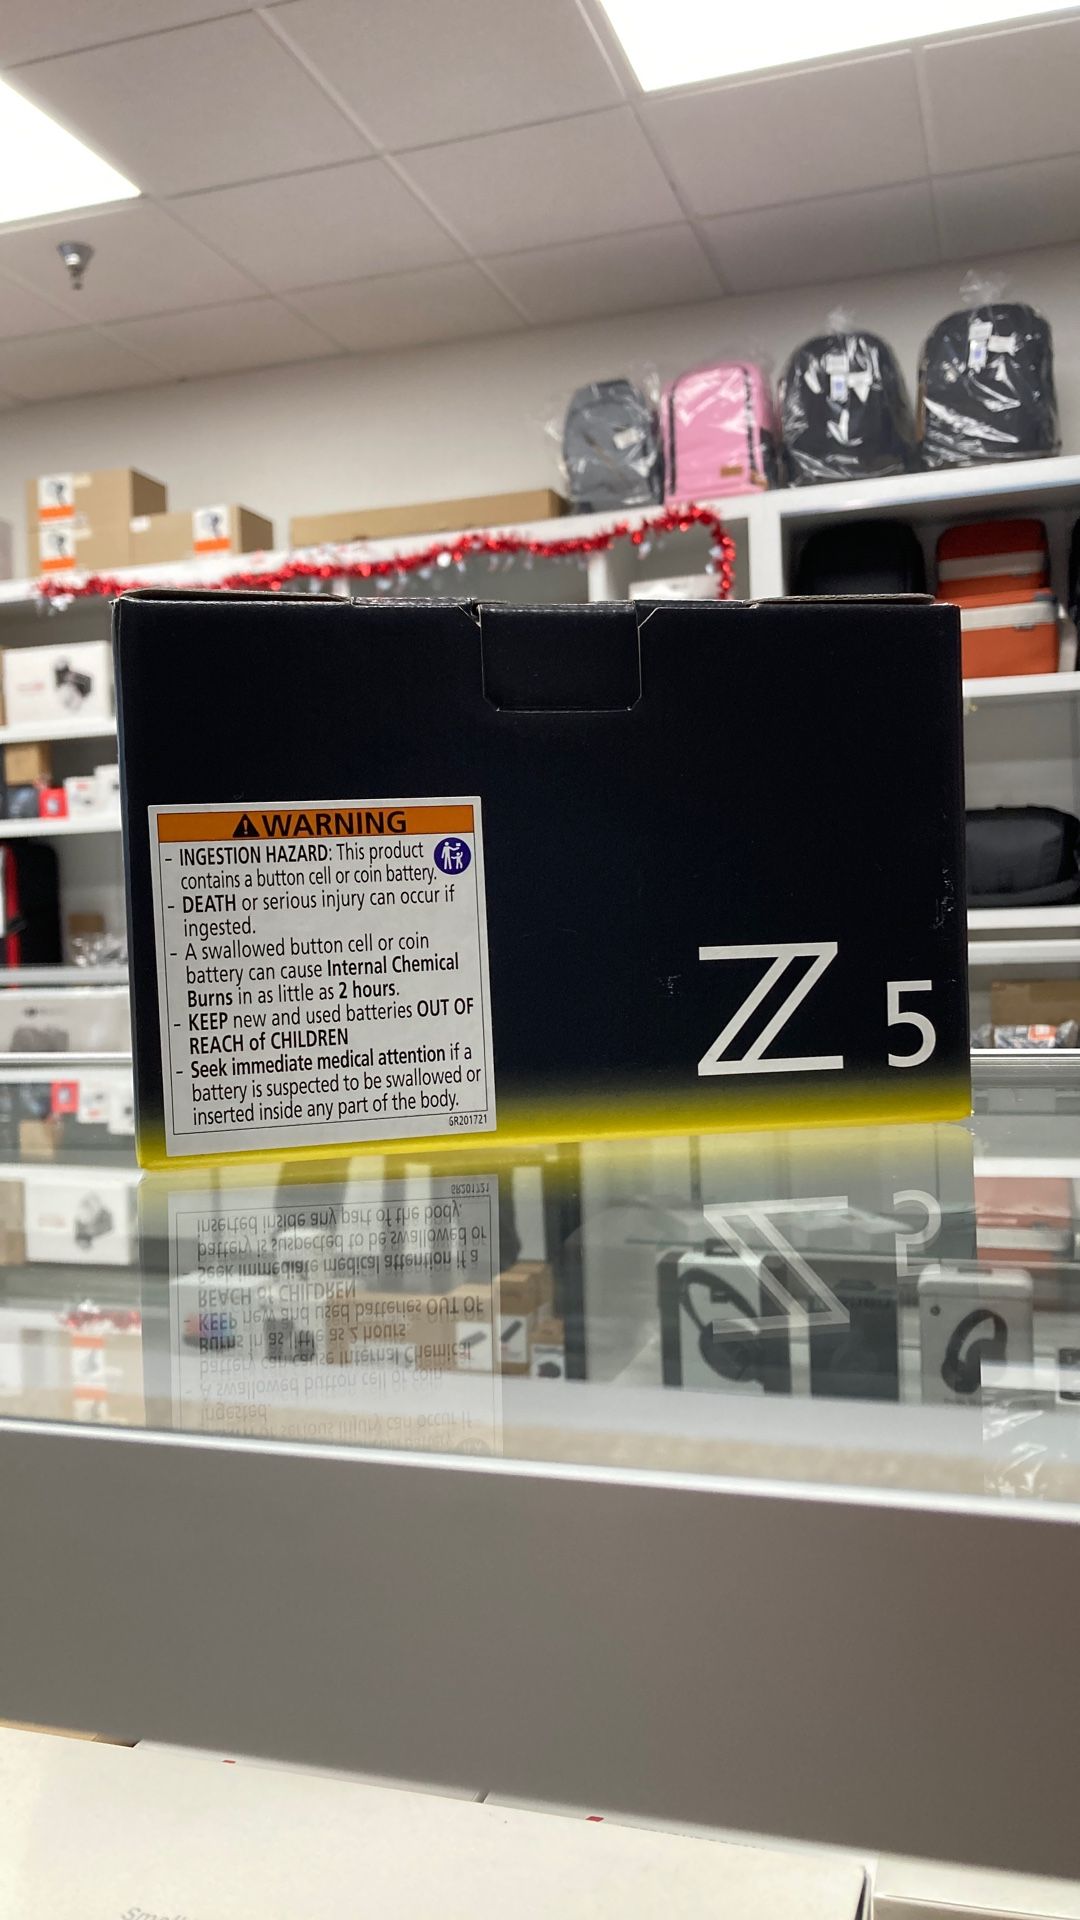 WARNING
- INGESTION HAZARD: This product
contains a button cell or coin battery.
- DEATH or serious injury can occur if
ingested.
- A swallowed button cell or coin
battery can cause Internal Chemical
Burns in as little as 2 hours.
- KEEP new and used batteries OUT OF
REACH of CHILDREN
- Seek immediate medical attention if a
battery is suspected to be swallowed or
inserted inside any part of the body.
GR201721
Z 5